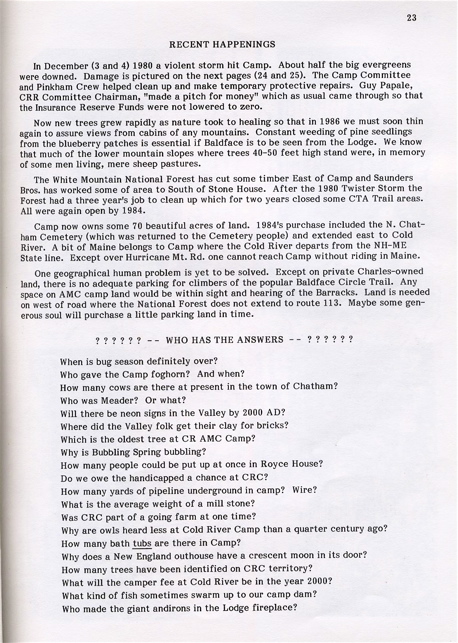 23
RECENT HAPPENINGS
In December (3 and 4) 1980 a violent storm hit Camp. About half the big evergreens
were downed. Damage is pictured on the next pages (24 and 25). The Camp Committee
and Pinkham Crew helped clean up and make temporary protective repairs. Guy Papale,
CRR Committee Chairman, "made a pitch for money" which as usual came through so that
the Insurance Reserve Funds were not lowered to zero.
Now new trees grew rapidly as nature took to healing so that in 1986 we must soon thin
again to assure views from cabins of any mountains. Constant weeding of pine seedlings
from the blueberry patches is essential if Baldface is to be seen from the Lodge. We know
that much of the lower mountain slopes where trees 40-50 feet high stand were, in memory
of some men living, mere sheep pastures.
The White Mountain National Forest has cut some timber East of Camp and Saunders
Bros. has worked some of area to South of Stone House. After the 1980 Twister Storm the
Forest had a three year's job to clean up which for two years closed some CTA Trail areas.
All were again open by 1984.
Camp now owns some 70 beautiful acres of land. 1984's purchase included the N. Chat-
ham Cemetery (which was returned to the Cemetery people) and extended east to Cold
River. A bit of Maine belongs to Camp where the Cold River departs from the NH-ME
State line. Except over Hurricane Mt. Rd. one cannot reach Camp without riding in Maine.
One geographical human problem is yet to be solved. Except on private Charles-owned
land, there is no adequate parking for climbers of the popular Baldface Circle Trail. Any
space on AMC camp land would be within sight and hearing of the Barracks. Land is needed
on west of road where the National Forest does not extend to route 113. Maybe some gen-
erous soul will purchase a little parking land in time.
? ? ? ? ? ? -- WHO HAS THE ANSWERS -- ? ? ? ? ? ?
When is bug season definitely over?
Who gave the Camp foghorn? And when?
How many cows are there at present in the town of Chatham?
Who was Meader? Or what?
Will there be neon signs in the Valley by 2000 AD?
Where did the Valley folk get their clay for bricks?
Which is the oldest tree at CR AMC Camp?
Why is Bubbling Spring bubbling?
How many people could be put up at once in Royce House?
Do we owe the handicapped a chance at CRC?
How many yards of pipeline underground in camp? Wire?
What is the average weight of a mill stone?
Was CRC part of a going farm at one time?
Why are owls heard less at Cold River Camp than a quarter century ago?
How many bath tubs are there in Camp?
Why does a New England outhouse have a crescent moon in its door?
How many trees have been identified on CRC territory?
What will the camper fee at Cold River be in the year 2000?
What kind of fish sometimes swarm up to our camp dam?
Who made the giant andirons in the Lodge fireplace?